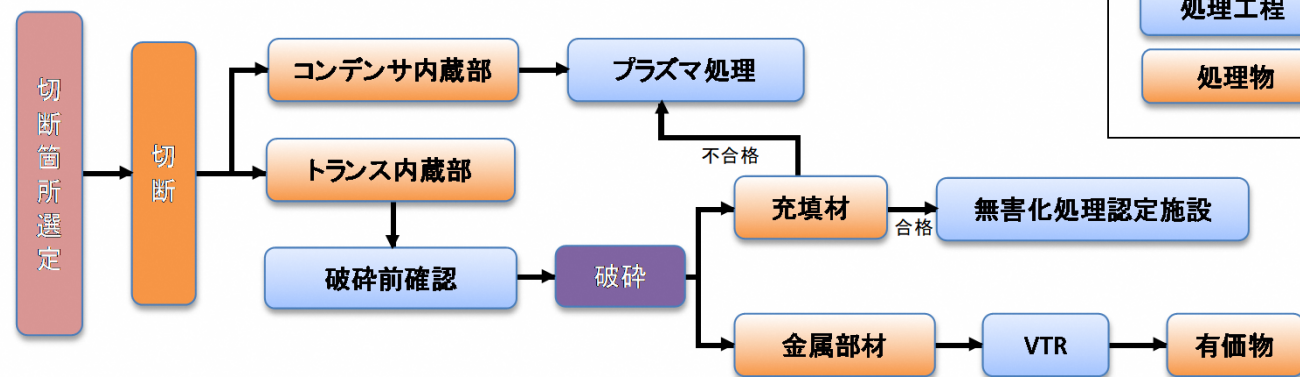 処理工程
処理物
切断箇所選定
切断
コンデンサ内蔵部
プラズマ処理
トランス内蔵部
不合格
充填材
合格
無害化処理認定施設
破砕前確認
破砕
金属部材
VTR
有価物